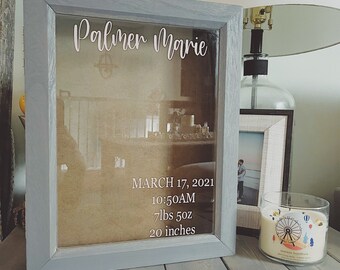 Palmer Marie
MARCH 17, 2021
10:50AM
7lbs 5oz
20 inches